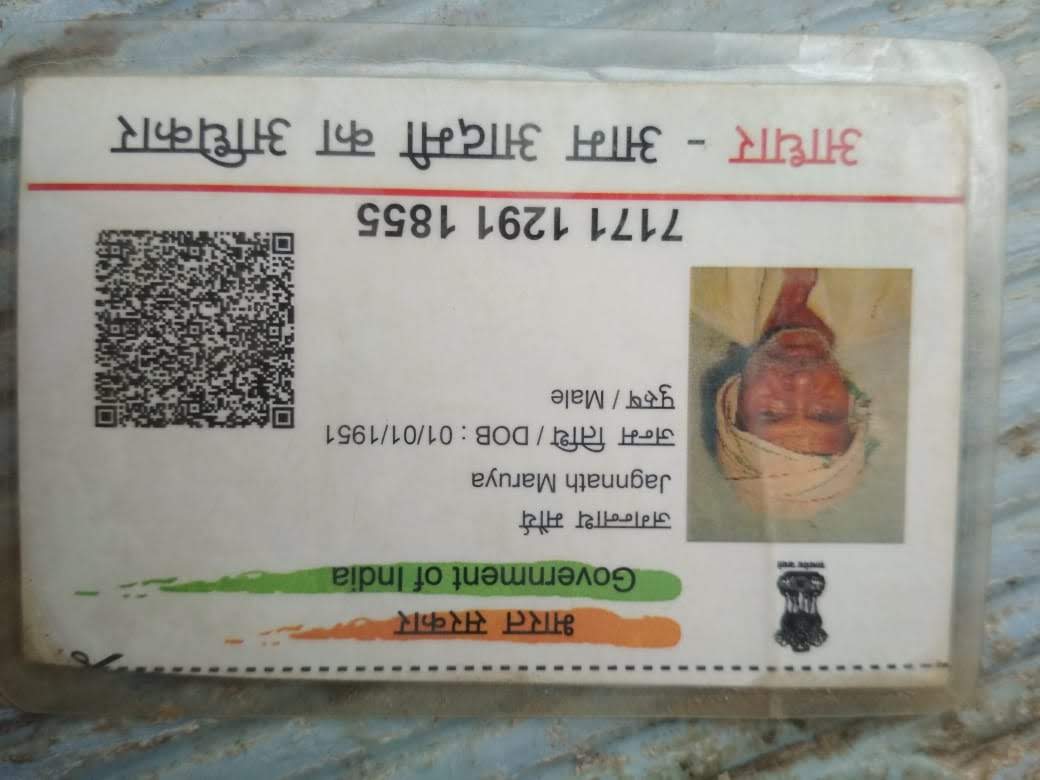 भारत सरकार
Government of India
सत्यमेव जयते
जगन्नाथ मौर्य
Jagnnath Maruya
जन्म तिथि / DOB : 01/01/1951
पुरुष / Male
7171 1291 1855
आधार - आम आदमी का अधिकार